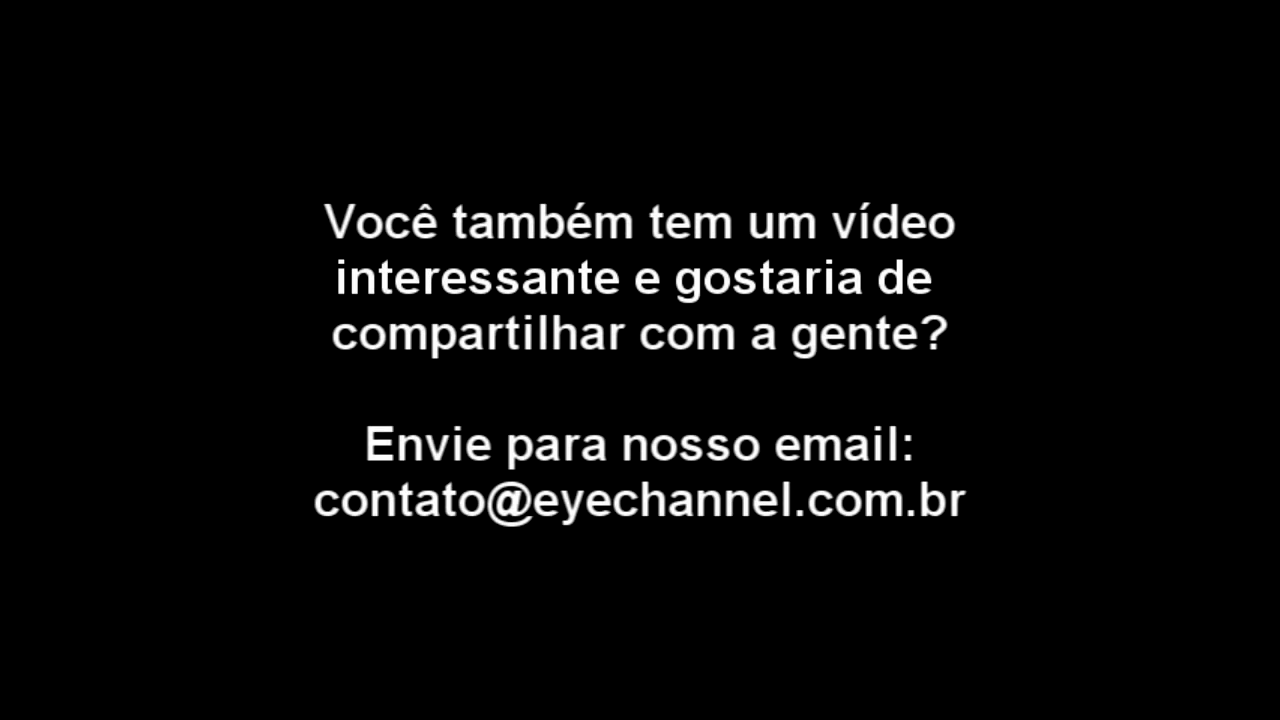 Você também tem um vídeo
interessante e gostaria de
compartilhar com a gente?
Envie para nosso email:
contato@eyechannel.com.br